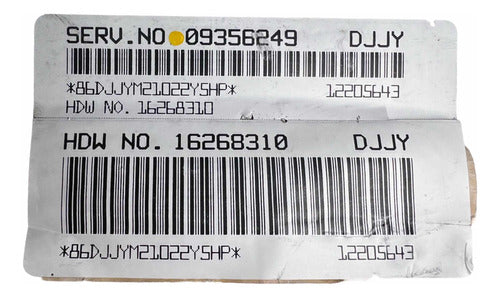 SERV.NO 09356249 DJJY
*86DJJYM21022Y5HP* 12205643
HDW NO. 16268310
HDW NO. 16268310 DJJY
*86DJJYM21022Y5HP* 12205643